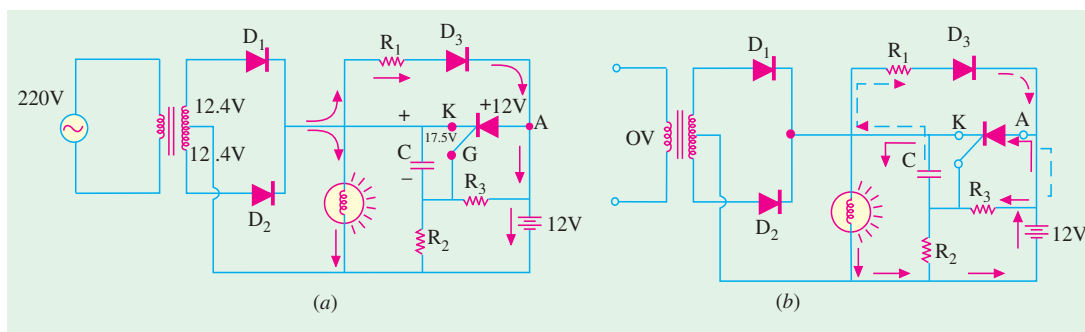 D1
R1
D3
220V
12.4V
12 .4V
+
K
+12V
A
17.5V
G
C
–
R3
D2
R2
12V
(a)
D1
R1
D3
OV
K
A
C
R3
D2
R2
12V
(b)